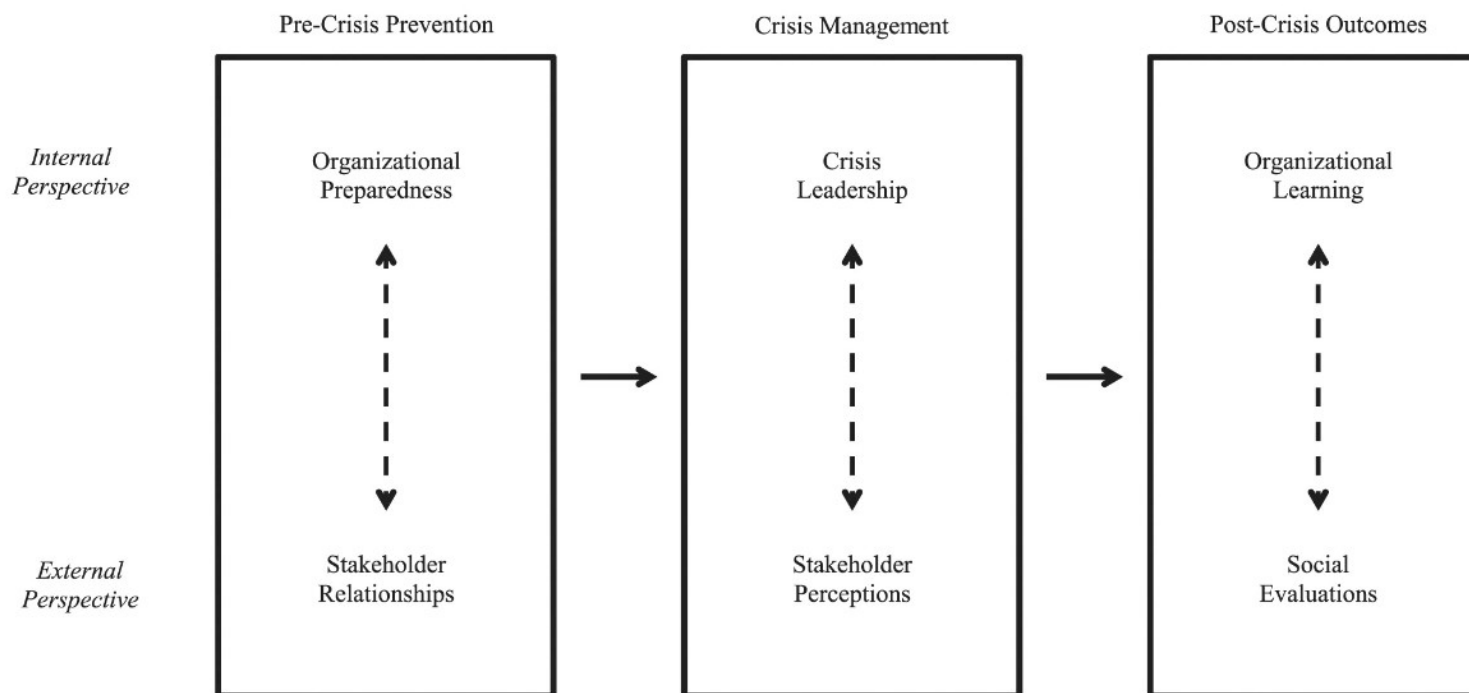 Pre-Crisis Prevention
Crisis Management
Post-Crisis Outcomes
Internal
Perspective
Organizational
Preparedness
Crisis
Leadership
Organizational
Learning
External
Perspective
Stakeholder
Relationships
Stakeholder
Perceptions
Social
Evaluations